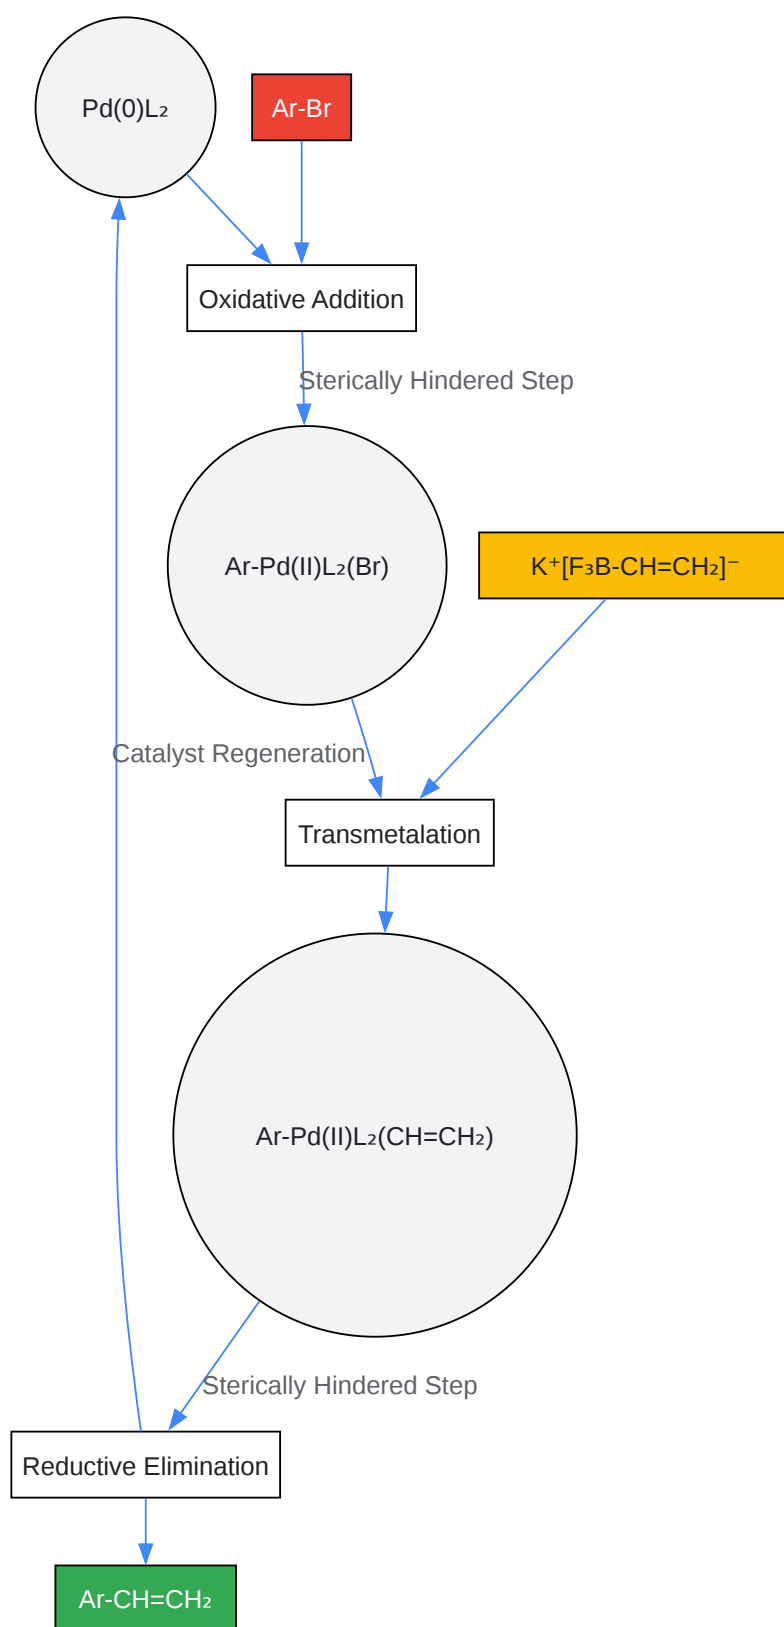 Pd(0)L₂
Ar-Br
Oxidative Addition
Sterically Hindered Step
Ar-Pd(II)L₂(Br)
K⁺[F₃B-CH=CH₂]⁻
Catalyst Regeneration
Transmetalation
Ar-Pd(II)L₂(CH=CH₂)
Sterically Hindered Step
Reductive Elimination
Ar-CH=CH₂